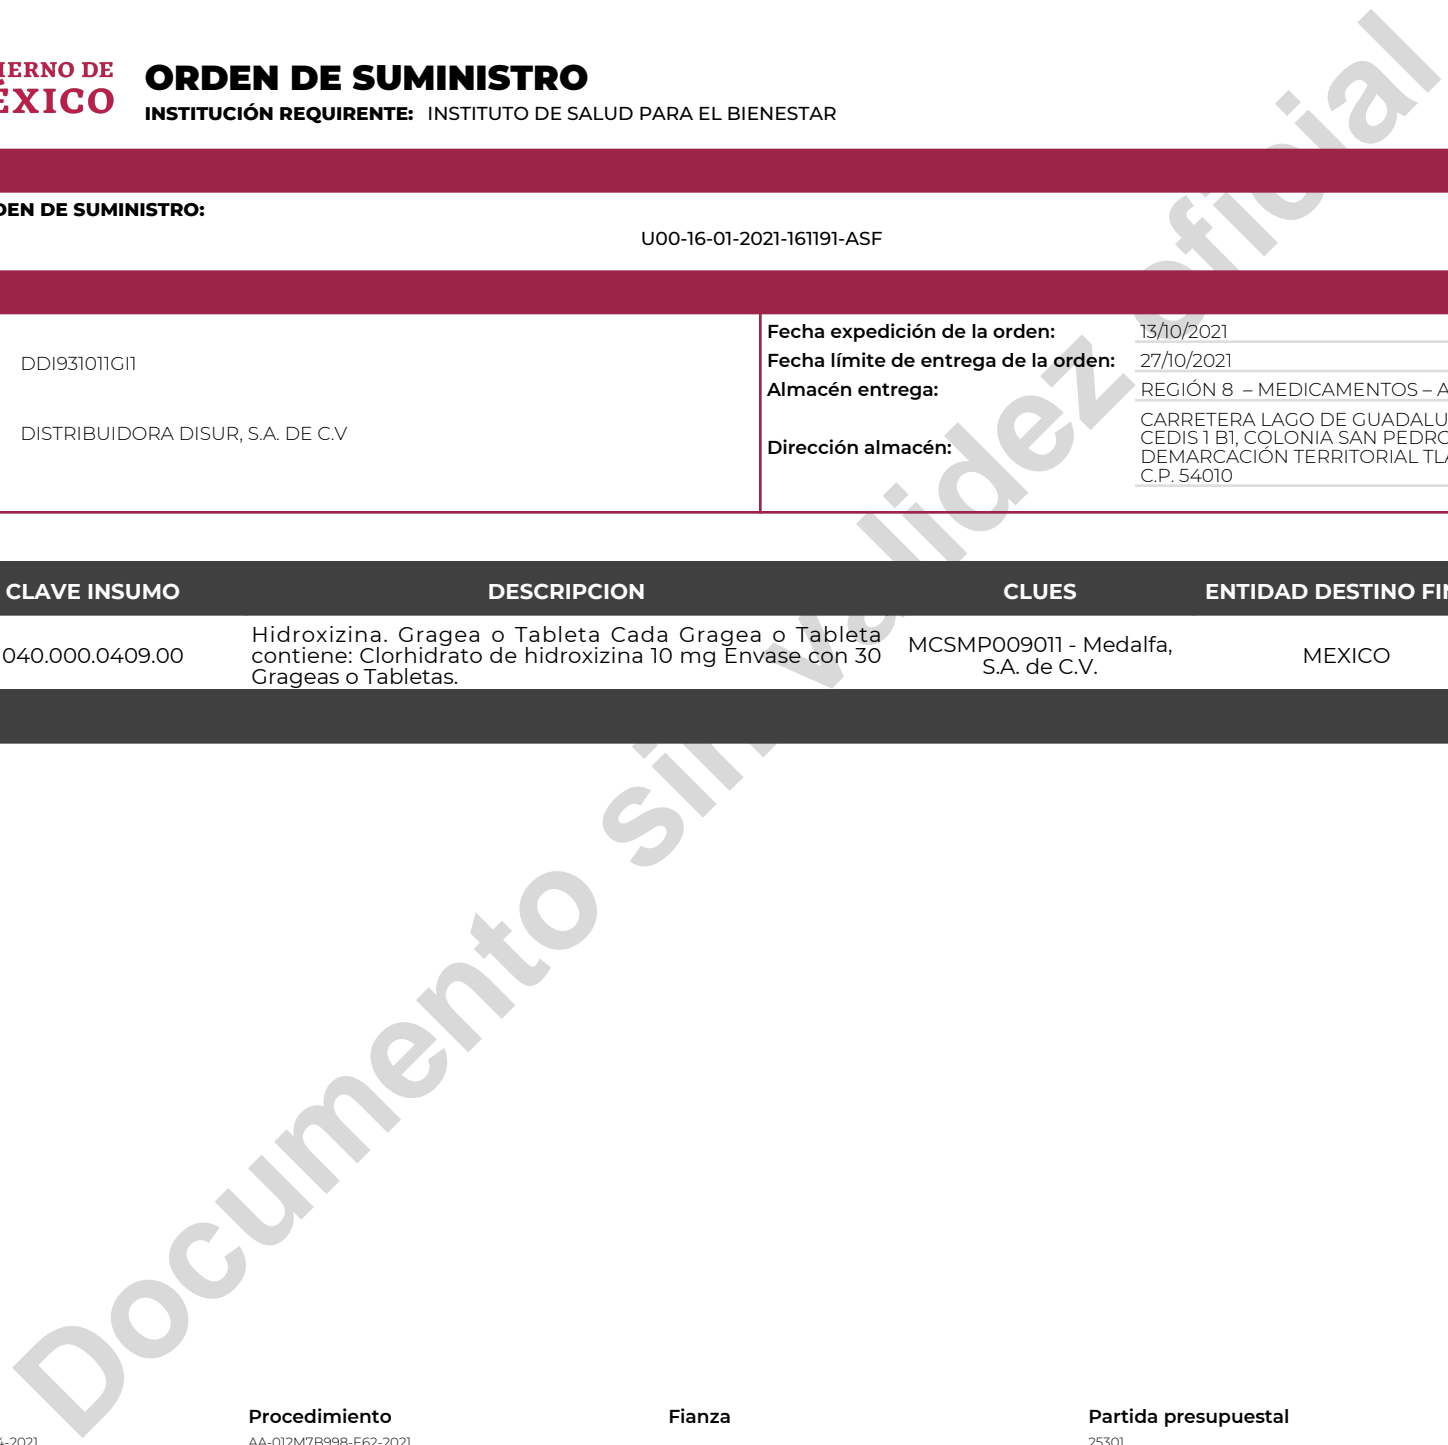 IERNO DE
ÉXICO
ORDEN DE SUMINISTRO
INSTITUCIÓN REQUIRENTE: INSTITUTO DE SALUD PARA EL BIENESTAR
DEN DE SUMINISTRO:
U00-16-01-2021-161191-ASF
DDI931011GI1
DISTRIBUIDORA DISUR, S.A. DE C.V
Fecha expedición de la orden: 13/10/2021
Fecha límite de entrega de la orden: 27/10/2021
Almacén entrega: REGIÓN 8 – MEDICAMENTOS – A
Dirección almacén: CARRETERA LAGO DE GUADALU
CEDIS 1 B1, COLONIA SAN PEDRO
DEMARCACIÓN TERRITORIAL TLA
C.P. 54010
CLAVE INSUMO DESCRIPCION CLUES ENTIDAD DESTINO FIN
040.000.0409.00
Hidroxizina. Gragea o Tableta Cada Gragea o Tableta
contiene: Clorhidrato de hidroxizina 10 mg Envase con 30
Grageas o Tabletas.
MCSMP009011 - Medalfa,
S.A. de C.V.
MEXICO
Documento sin validez oficial
Procedimiento Fianza Partida presupuestal
4-2021 AA-012M7B998-E62-2021 25301